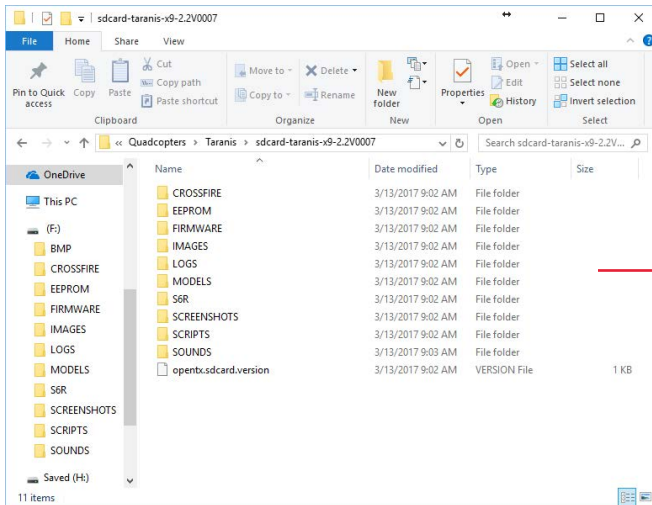 sdcard-taranis-x9-2.2V0007
File Home Share View
Pin to Quick access
Copy
Paste
Cut
Copy path
Paste shortcut
Clipboard
Move to
Copy to
Delete
Rename
Organize
New folder
New
Properties
Open
Edit
History
Open
Select all
Select none
Invert selection
Select
« Quadcopters > Taranis > sdcard-taranis-x9-2.2V0007
Search sdcard-taranis-x9-2.2V...
OneDrive
This PC
(F:)
BMP
CROSSFIRE
EEPROM
FIRMWARE
IMAGES
LOGS
MODELS
S6R
SCREENSHOTS
SCRIPTS
SOUNDS
Saved (H:)
Name Date modified Type Size
CROSSFIRE 3/13/2017 9:02 AM File folder
EEPROM 3/13/2017 9:02 AM File folder
FIRMWARE 3/13/2017 9:02 AM File folder
IMAGES 3/13/2017 9:02 AM File folder
LOGS 3/13/2017 9:02 AM File folder
MODELS 3/13/2017 9:02 AM File folder
S6R 3/13/2017 9:02 AM File folder
SCREENSHOTS 3/13/2017 9:02 AM File folder
SCRIPTS 3/13/2017 9:02 AM File folder
SOUNDS 3/13/2017 9:03 AM File folder
opentx.sdcard.version 3/13/2017 9:02 AM VERSION File 1 KB
11 items